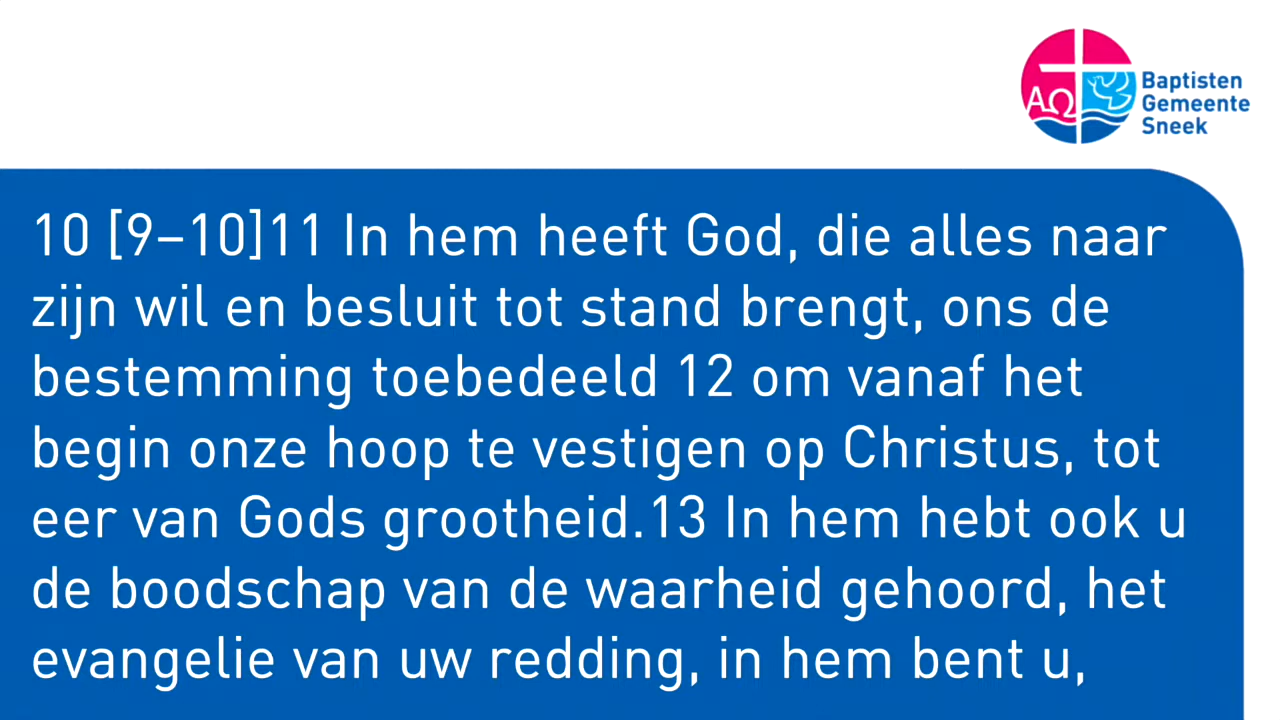 ΑΩ
Baptisten
Gemeente
Sneek
10 [9–10]11 In hem heeft God, die alles naar
zijn wil en besluit tot stand brengt, ons de
bestemming toebedeeld 12 om vanaf het
begin onze hoop te vestigen op Christus, tot
eer van Gods grootheid.13 In hem hebt ook u
de boodschap van de waarheid gehoord, het
evangelie van uw redding, in hem bent u,